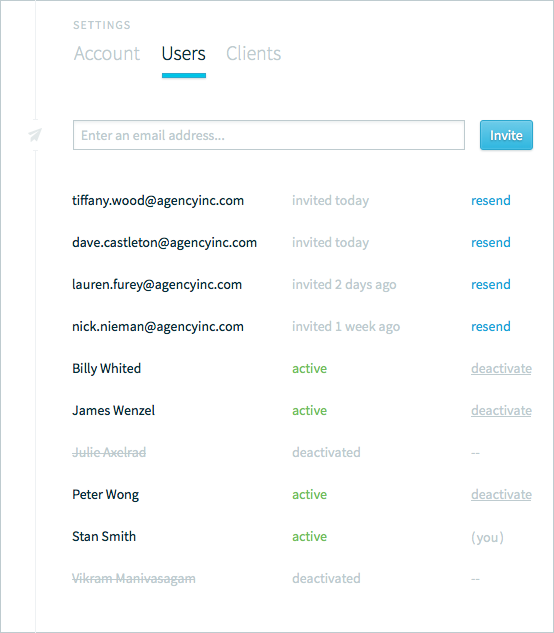 SETTINGS
Account Users Clients
Enter an email address... Invite
tiffany.wood@agencyinc.com invited today resend
dave.castleton@agencyinc.com invited today resend
lauren.furey@agencyinc.com invited 2 days ago resend
nick.nieman@agencyinc.com invited 1 week ago resend
Billy Whited active deactivate
James Wenzel active deactivate
Julie Axelrad deactivated --
Peter Wong active deactivate
Stan Smith active (you)
Vikram Manivasagam deactivated --